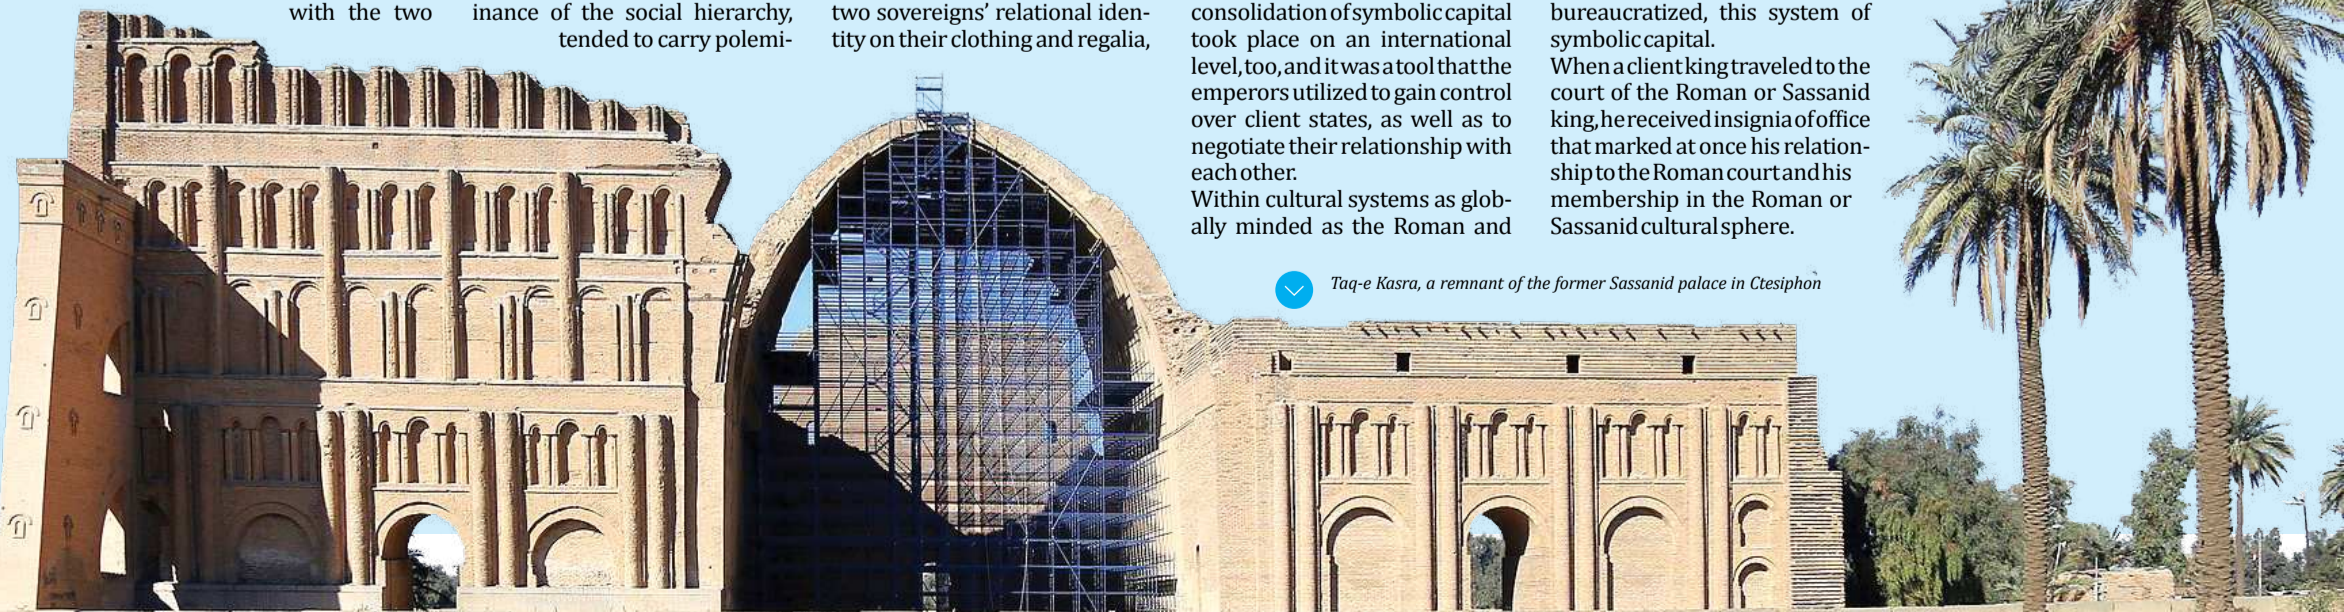 with the two
inance of the social hierarchy,
tended to carry polemi-
two sovereigns’ relational iden-
tity on their clothing and regalia,
consolidation of symbolic capital
took place on an international
level, too, and it was a tool that the
emperors utilized to gain control
over client states, as well as to
negotiate their relationship with
each other.
Within cultural systems as glob-
ally minded as the Roman and
bureaucratized, this system of
symbolic capital.
When a client king traveled to the
court of the Roman or Sassanid
king, he received insignia of office
that marked at once his relation-
ship to the Roman court and his
membership in the Roman or
Sassanid cultural sphere.
Taq-e Kasra, a remnant of the former Sassanid palace in Ctesiphon